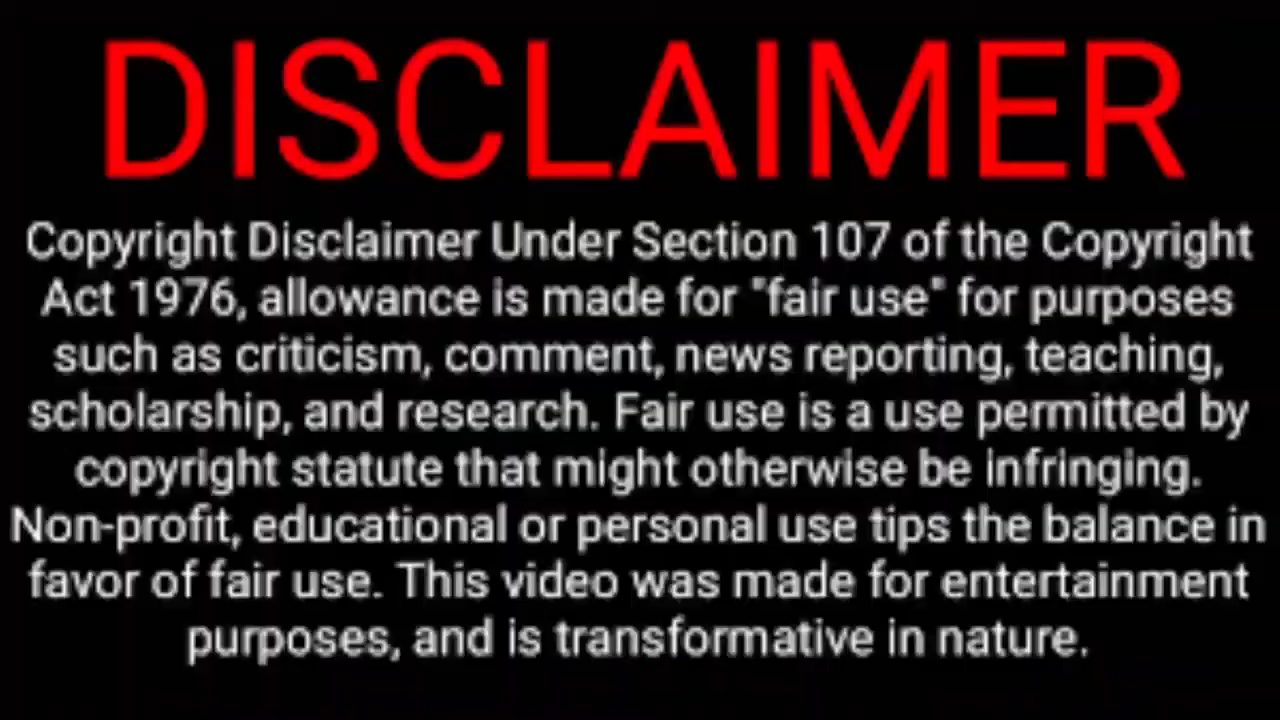 DISCLAIMER
Copyright Disclaimer Under Section 107 of the Copyright
Act 1976, allowance is made for "fair use" for purposes
such as criticism, comment, news reporting, teaching,
scholarship, and research. Fair use is a use permitted by
copyright statute that might otherwise be infringing.
Non-profit, educational or personal use tips the balance in
favor of fair use. This video was made for entertainment
purposes, and is transformative in nature.